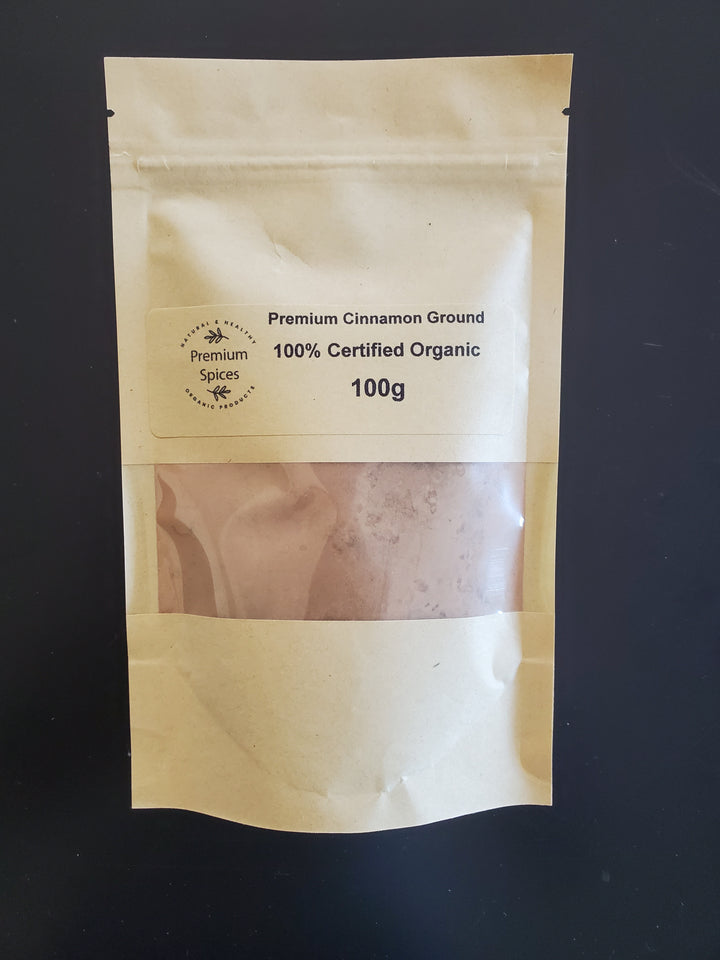 NATURAL & HEALTHY
Premium
Spices
ORGANIC PRODUCTS
Premium Cinnamon Ground
100% Certified Organic
100g